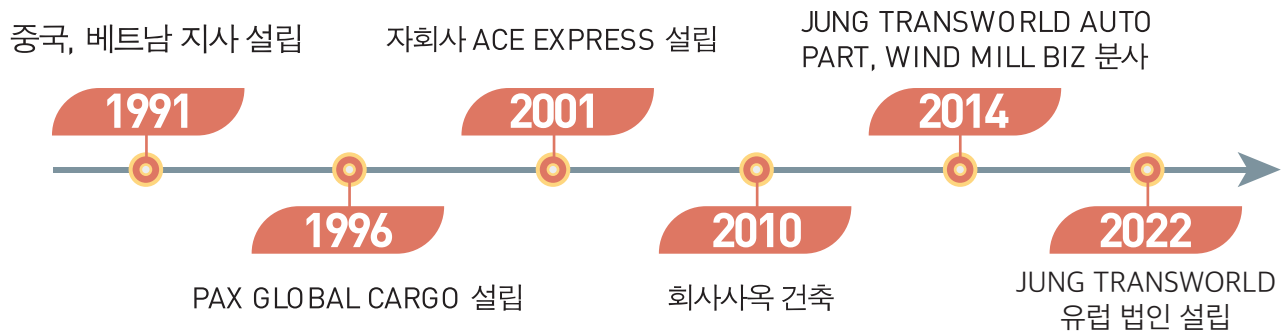 중국, 베트남 지사 설립
1991
1996
PAX GLOBAL CARGO 설립
자회사 ACE EXPRESS 설립
2001
2010
회사사옥 건축
JUNG TRANSWORLD AUTO
PART, WIND MILL BIZ 분사
2014
2022
JUNG TRANSWORLD
유럽 법인 설립